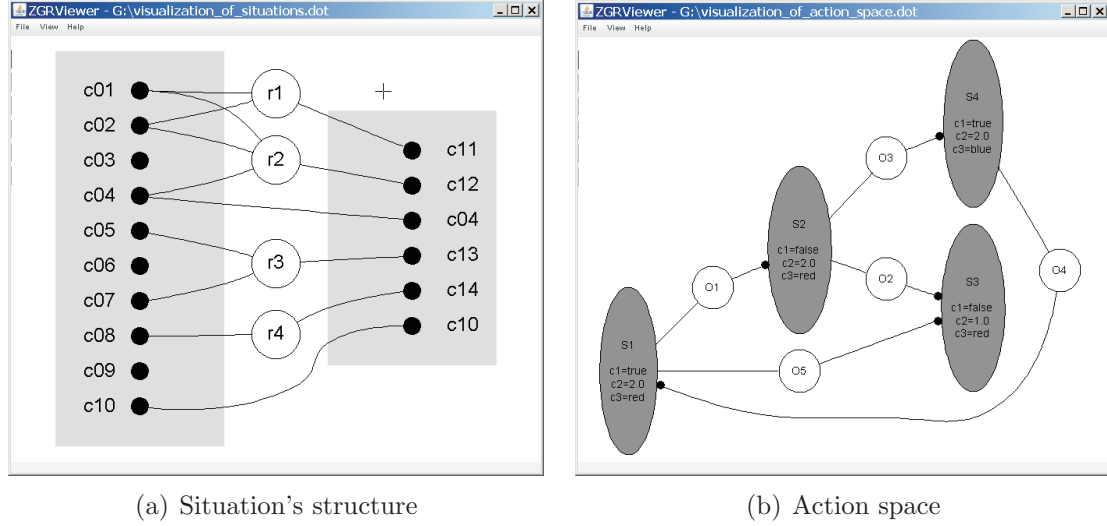 ZGRViewer - G:\visualization_of_situations.dot
File View Help
c01
c02
c03
c04
c05
c06
c07
c08
c09
c10
r1
r2
r3
r4
c11
c12
c04
c13
c14
c10
(a) Situation's structure
ZGRViewer - G:\visualization_of_action_space.dot
File View Help
S4
c1=true
c2=2.0
c3=blue
O3
S2
c1=false
c2=2.0
c3=red
O1
O2
S3
c1=false
c2=1.0
c3=red
O4
S1
c1=true
c2=2.0
c3=red
O5
(b) Action space